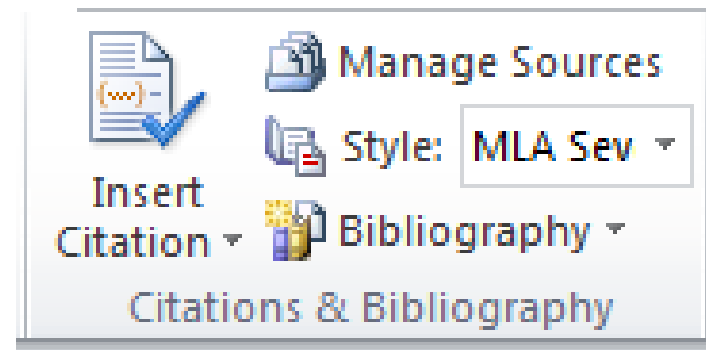 Insert
Citation
Manage Sources
Style: MLA Sev
Bibliography
Citations & Bibliography